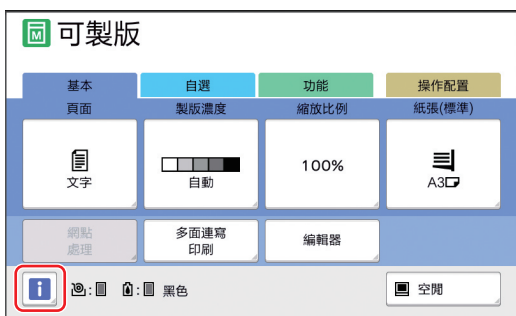 M 可製版
基本 自選 功能 操作配置
頁面 製版濃度 縮放比例 紙張(標準)
文字 自動 100% A3
網點
處理
多面連寫
印刷
編輯器
i : : 黑色 空閒